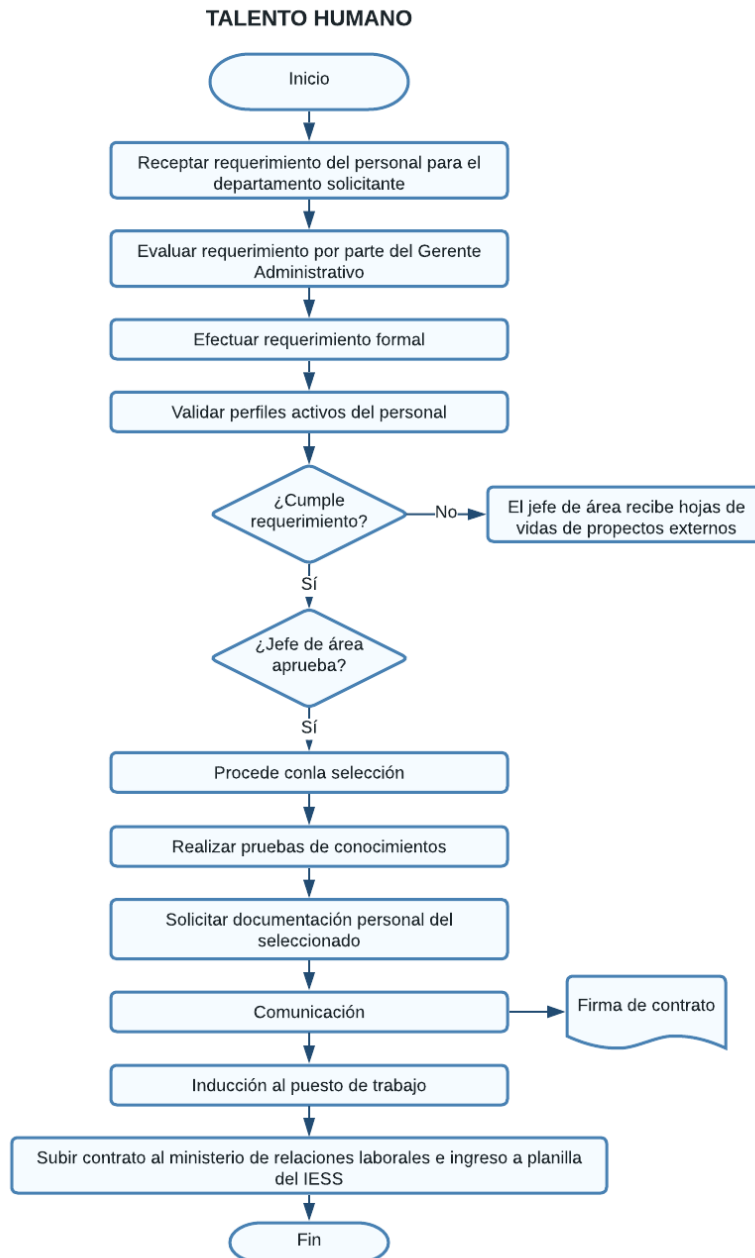 TALENTO HUMANO
Inicio
Receptar requerimiento del personal para el
departamento solicitante
Evaluar requerimiento por parte del Gerente
Administrativo
Efectuar requerimiento formal
Validar perfiles activos del personal
¿Cumple
requerimiento?
No
El jefe de área recibe hojas de
vidas de propectos externos
Sí
¿Jefe de área
aprueba?
Sí
Procede conla selección
Realizar pruebas de conocimientos
Solicitar documentación personal del
seleccionado
Comunicación
Firma de contrato
Inducción al puesto de trabajo
Subir contrato al ministerio de relaciones laborales e ingreso a planilla
del IESS
Fin